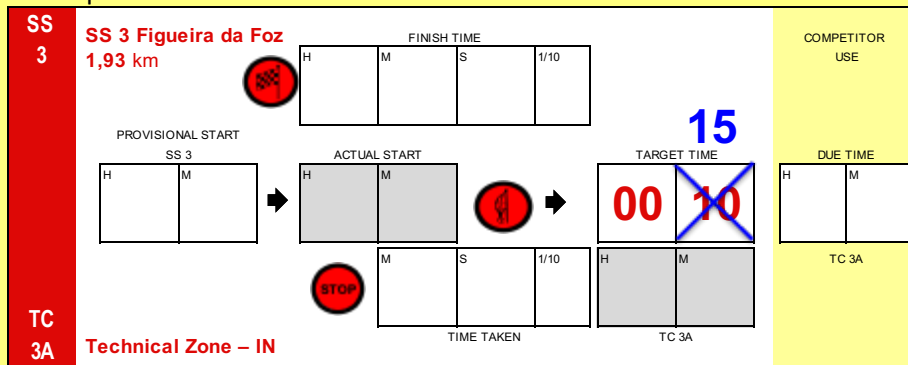 SS
3
SS 3 Figueira da Foz
1,93 km
FINISH TIME
COMPETITOR
USE
H M S 1/10
15
PROVISIONAL START
SS 3
ACTUAL START
TARGET TIME
DUE TIME
H M
H M
00 10
H M
STOP
M S 1/10
H M
TC 3A
TIME TAKEN
TC 3A
TC
3A
Technical Zone – IN